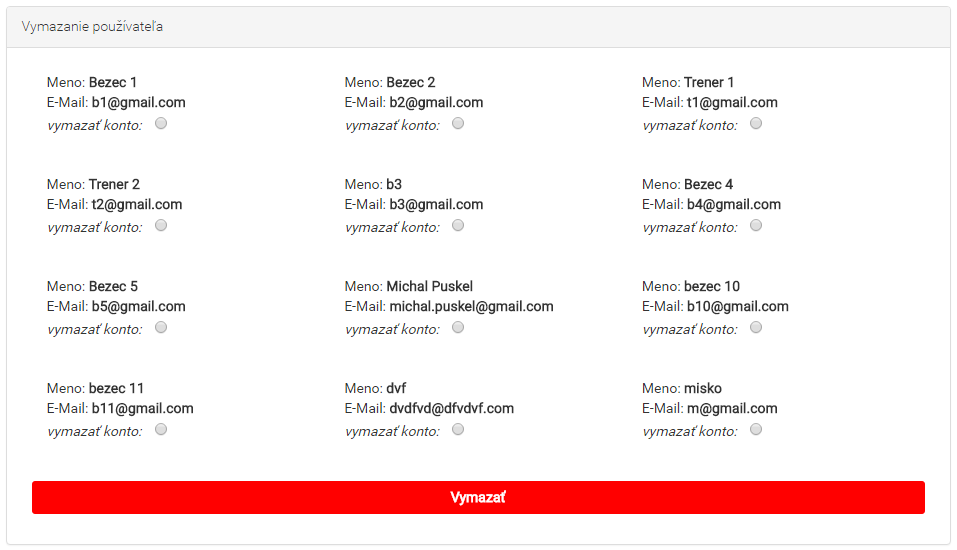 Vymazanie používateľa
Meno: Bezec 1
E-Mail: b1@gmail.com
vymazať konto:
Meno: Bezec 2
E-Mail: b2@gmail.com
vymazať konto:
Meno: Trener 1
E-Mail: t1@gmail.com
vymazať konto:
Meno: Trener 2
E-Mail: t2@gmail.com
vymazať konto:
Meno: b3
E-Mail: b3@gmail.com
vymazať konto:
Meno: Bezec 4
E-Mail: b4@gmail.com
vymazať konto:
Meno: Bezec 5
E-Mail: b5@gmail.com
vymazať konto:
Meno: Michal Puskel
E-Mail: michal.puskel@gmail.com
vymazať konto:
Meno: bezec 10
E-Mail: b10@gmail.com
vymazať konto:
Meno: bezec 11
E-Mail: b11@gmail.com
vymazať konto:
Meno: dvf
E-Mail: dvdfvd@dfvdvf.com
vymazať konto:
Meno: misko
E-Mail: m@gmail.com
vymazať konto:
Vymazať